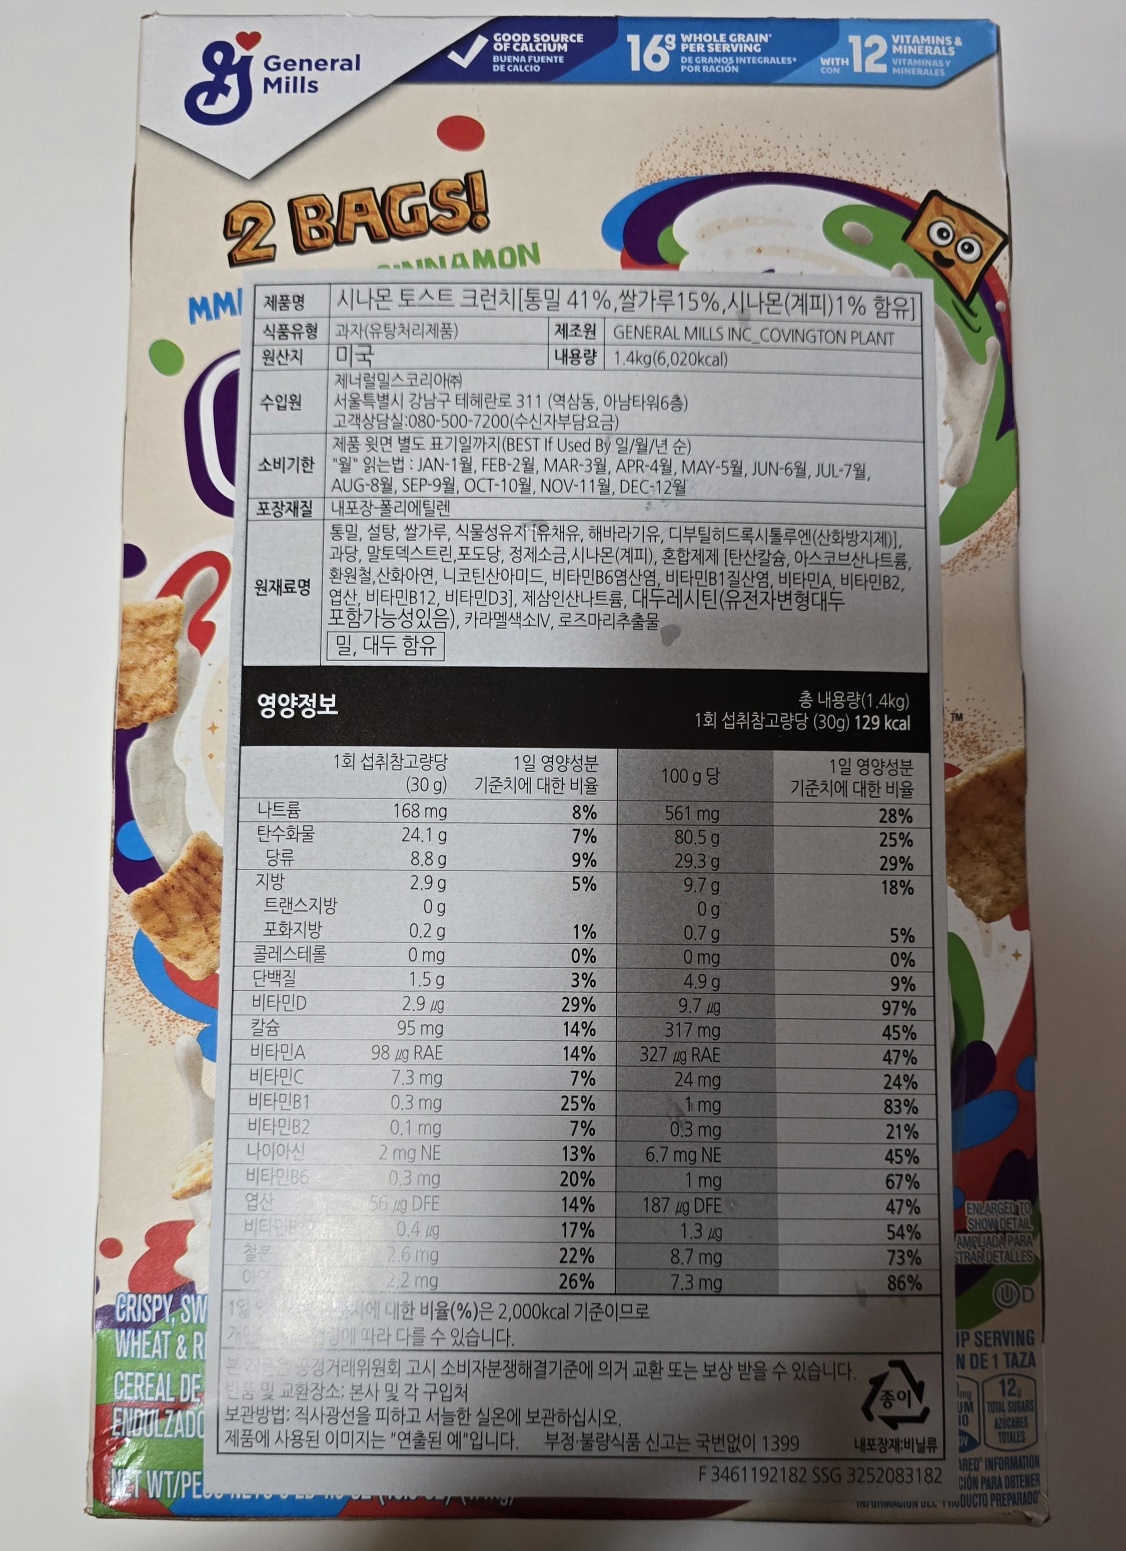 General
Mills
GOOD SOURCE
OF CALCIUM
BUENA FUENTE
DE CALCIO
16g WHOLE GRAIN*
PER SERVING
DE GRANOS INTEGRALES*
POR RACIÓN
WITH
CON
12 VITAMINS &
MINERALS
VITAMINAS Y
MINERALES
2 BAGS!
CINNAMON
MM
제품명 시나몬 토스트 크런치[통밀 41%,쌀가루15%,시나몬(계피)1% 함유]
식품유형 과자(유탕처리제품) 제조원 GENERAL MILLS INC_COVINGTON PLANT
원산지 미국 내용량 1.4kg(6,020kcal)
수입원 제너럴밀스코리아㈜
서울특별시 강남구 테헤란로 311 (역삼동, 아남타워6층)
고객상담실:080-500-7200(수신자부담요금)
소비기한 제품 윗면 별도 표기일까지(BEST If Used By 일/월/년 순)
"월" 읽는법 : JAN-1월, FEB-2월, MAR-3월, APR-4월, MAY-5월, JUN-6월, JUL-7월,
AUG-8월, SEP-9월, OCT-10월, NOV-11월, DEC-12월
포장재질 내포장-폴리에틸렌
원재료명 통밀, 설탕, 쌀가루, 식물성유지 [유채유, 해바라기유, 디부틸히드록시톨루엔(산화방지제)],
과당, 말토덱스트린,포도당, 정제소금,시나몬(계피), 혼합제제 [탄산칼슘, 아스코브산나트륨,
환원철,산화아연, 니코틴산아미드, 비타민B6염산염, 비타민B1질산염, 비타민A, 비타민B2,
엽산, 비타민B12, 비타민D3], 제삼인산나트륨, 대두레시틴(유전자변형대두
포함가능성있음), 카라멜색소IV, 로즈마리추출물
밀, 대두 함유
영양정보
총 내용량(1.4kg)
1회 섭취참고량당 (30g) 129 kcal
1회 섭취참고량당 (30 g) 1일 영양성분 기준치에 대한 비율 100 g 당 1일 영양성분 기준치에 대한 비율
나트륨 168 mg 8% 561 mg 28%
탄수화물 24.1 g 7% 80.5 g 25%
당류 8.8 g 9% 29.3 g 29%
지방 2.9 g 5% 9.7 g 18%
트랜스지방 0 g 0 g
포화지방 0.2 g 1% 0.7 g 5%
콜레스테롤 0 mg 0% 0 mg 0%
단백질 1.5 g 3% 4.9 g 9%
비타민D 2.9 ㎍ 29% 9.7 ㎍ 97%
칼슘 95 mg 14% 317 mg 45%
비타민A 98 ㎍ RAE 14% 327 ㎍ RAE 47%
비타민C 7.3 mg 7% 24 mg 24%
비타민B1 0.3 mg 25% 1 mg 83%
비타민B2 0.1 mg 7% 0.3 mg 21%
나이아신 2 mg NE 13% 6.7 mg NE 45%
비타민B6 0.3 mg 20% 1 mg 67%
엽산 56 ㎍ DFE 14% 187 ㎍ DFE 47%
0.4 ㎍ 17% 1.3 ㎍ 54%
철분 2.6 mg 22% 8.7 mg 73%
2.2 mg 26% 7.3 mg 86%
1일 대한 비율(%)은 2,000kcal 기준이므로
따라 다를 수 있습니다.
공정거래위원회 고시 소비자분쟁해결기준에 의거 교환 또는 보상 받을 수 있습니다.
반품 및 교환장소: 본사 및 각 구입처
보관방법: 직사광선을 피하고 서늘한 실온에 보관하십시오.
제품에 사용된 이미지는 "연출된 예"입니다. 부정·불량식품 신고는 국번없이 1399
종이
내포장재:비닐류
F 3461192182 SSG 3252083182
TM
ENLARGED TO
SHOW DETAIL
AMPLIADA PARA
DETALLES
UD
CRISPY, SW
WHEAT & R
CEREAL DE
ENDULZADO
NET WT/PE
SERVING
DE 1 TAZA
12g
TOTAL SUGARS
AZÚCARES
TOTALES
INFORMATION
PARA OBTENER
PREPARADO